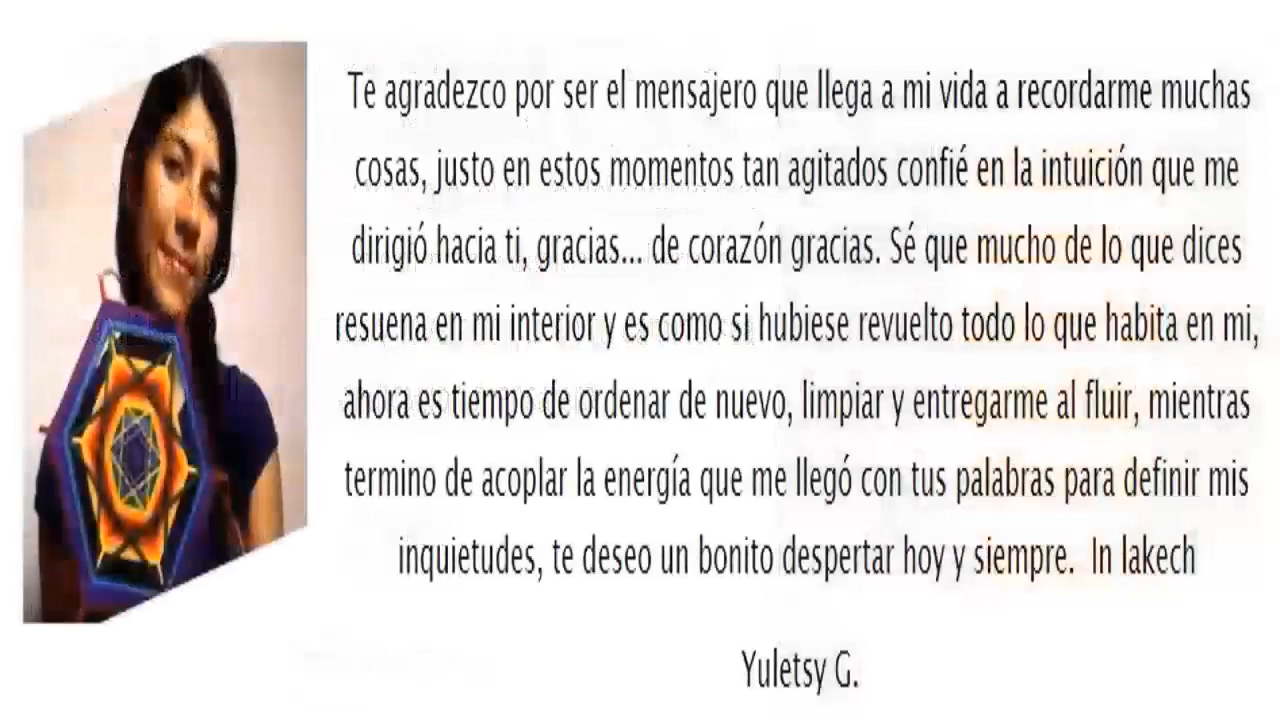 Te agradezco por ser el mensajero que llega a mi vida a recordarme muchas
cosas, justo en estos momentos tan agitados confié en la intuición que me
dirigió hacia ti, gracias... de corazón gracias. Sé que mucho de lo que dices
resuena en mi interior y es como si hubiese revuelto todo lo que habita en mi,
ahora es tiempo de ordenar de nuevo, limpiar y entregarme al fluir, mientras
termino de acoplar la energía que me llegó con tus palabras para definir mis
inquietudes, te deseo un bonito despertar hoy y siempre.  In lakech
Yuletsy G.